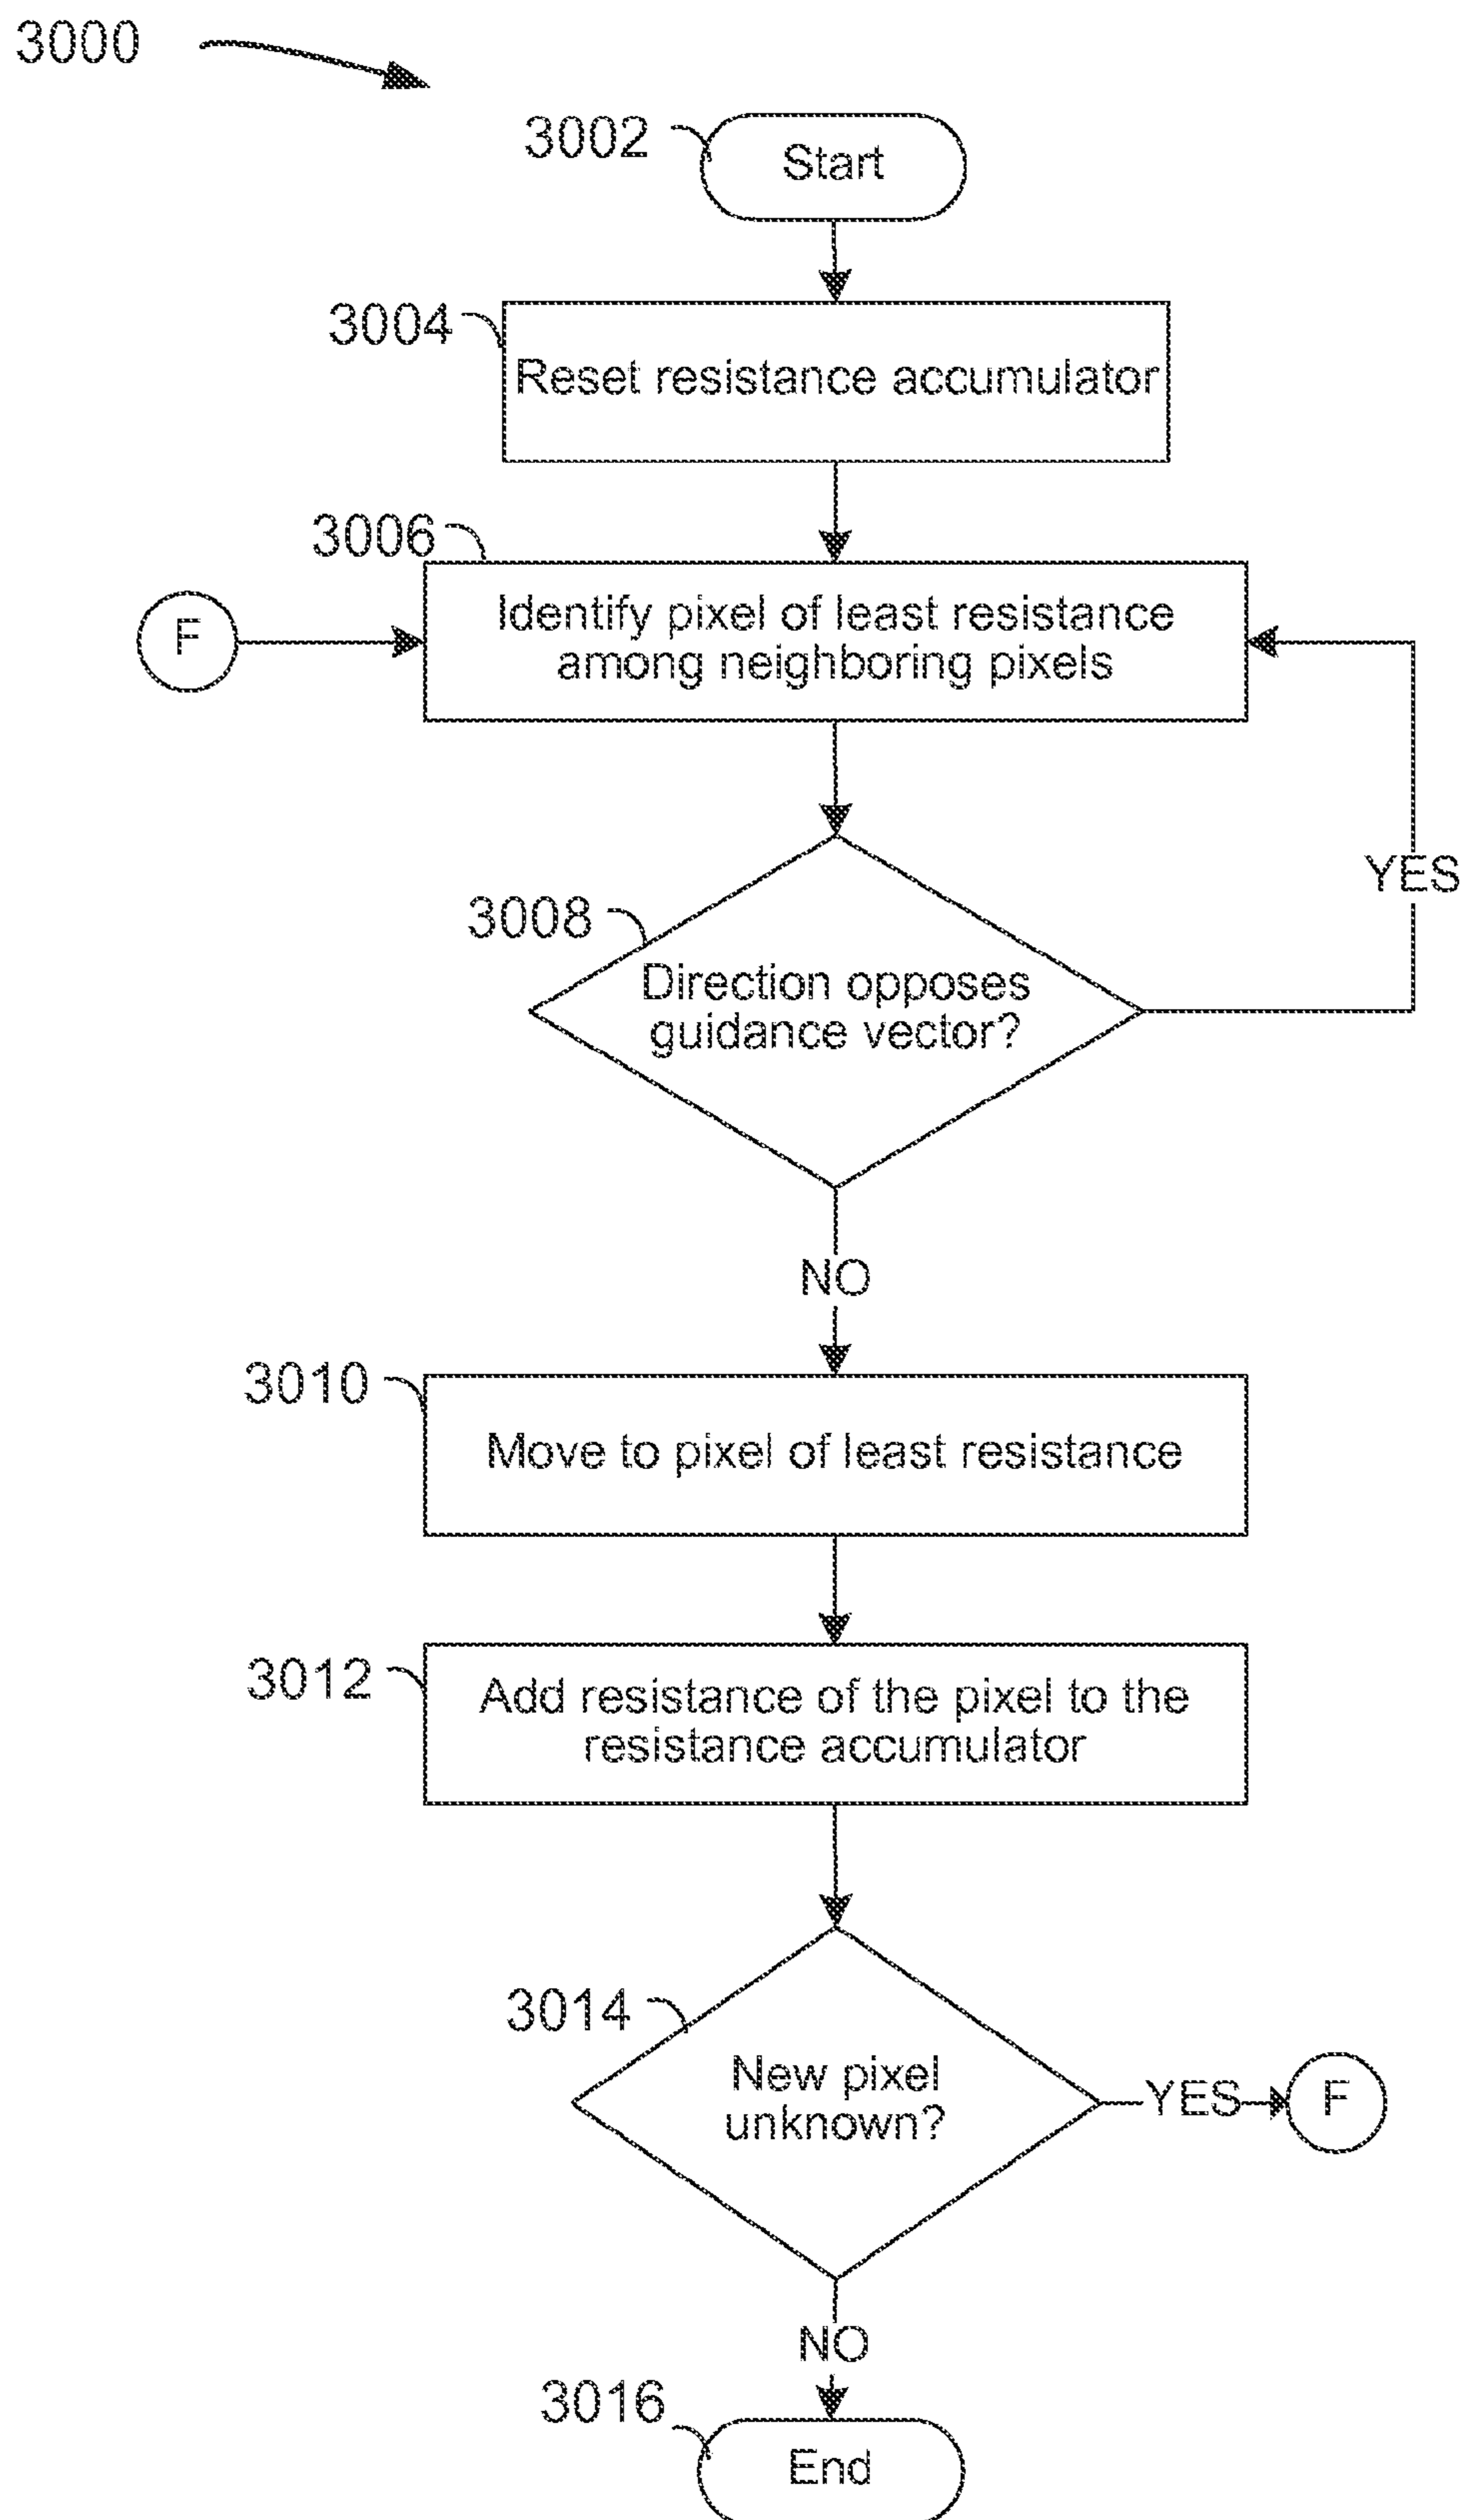 3000
3002
Start
3004
Reset resistance accumulator
3006
F
Identify pixel of least resistance
among neighboring pixels
YES
3008
Direction opposes
guidance vector?
NO
3010
Move to pixel of least resistance
3012
Add resistance of the pixel to the
resistance accumulator
3014
New pixel
unknown?
YES
F
NO
3016
End